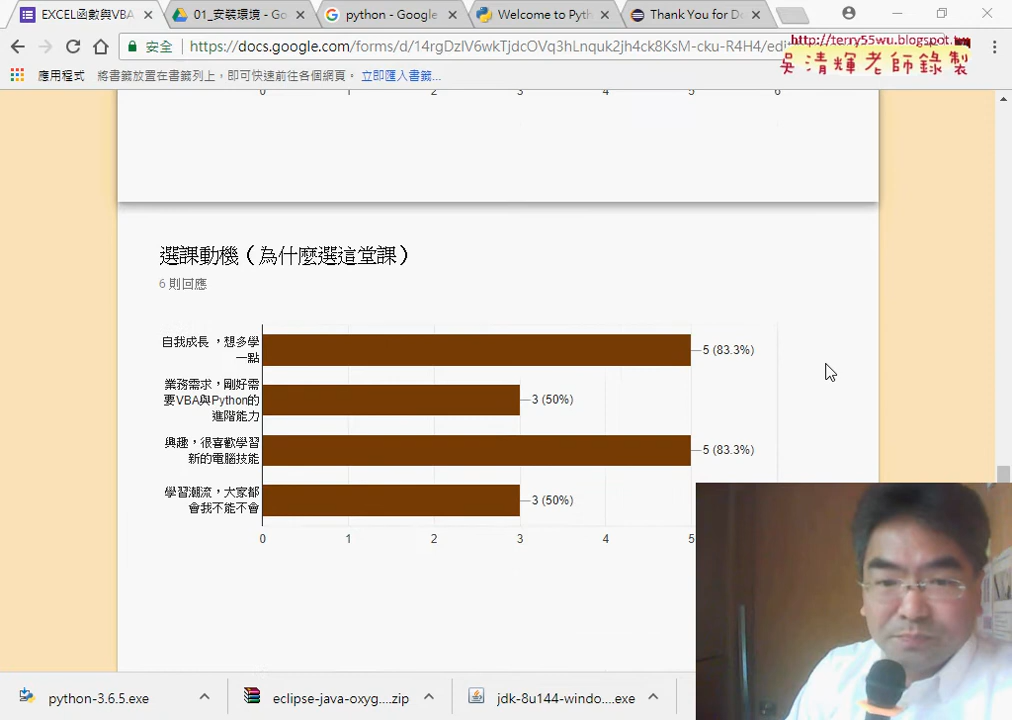 EXCEL函數與VBA
01_安裝環境 - Go
python - Google
Welcome to Pyth
Thank You for D
安全
https://docs.google.com/forms/d/14rgDzlV6wkTjdcOVq3hLnquk2jh4ck8KsM-cku-R4H4/edi
http://terry55wu.blogspot.tw
吳清輝老師錄製
應用程式
將書籤放置在書籤列上，即可快速前往各個網頁。
立即匯入書籤...
0 1 2 3 4 5 6
選課動機（為什麼選這堂課）
6 則回應
自我成長 ，想多學
一點
5 (83.3%)
業務需求，剛好需
要VBA與Python的
進階能力
3 (50%)
興趣，很喜歡學習
新的電腦技能
5 (83.3%)
學習潮流，大家都
會我不能不會
3 (50%)
0 1 2 3 4 5
python-3.6.5.exe
eclipse-java-oxyg....zip
jdk-8u144-windo....exe